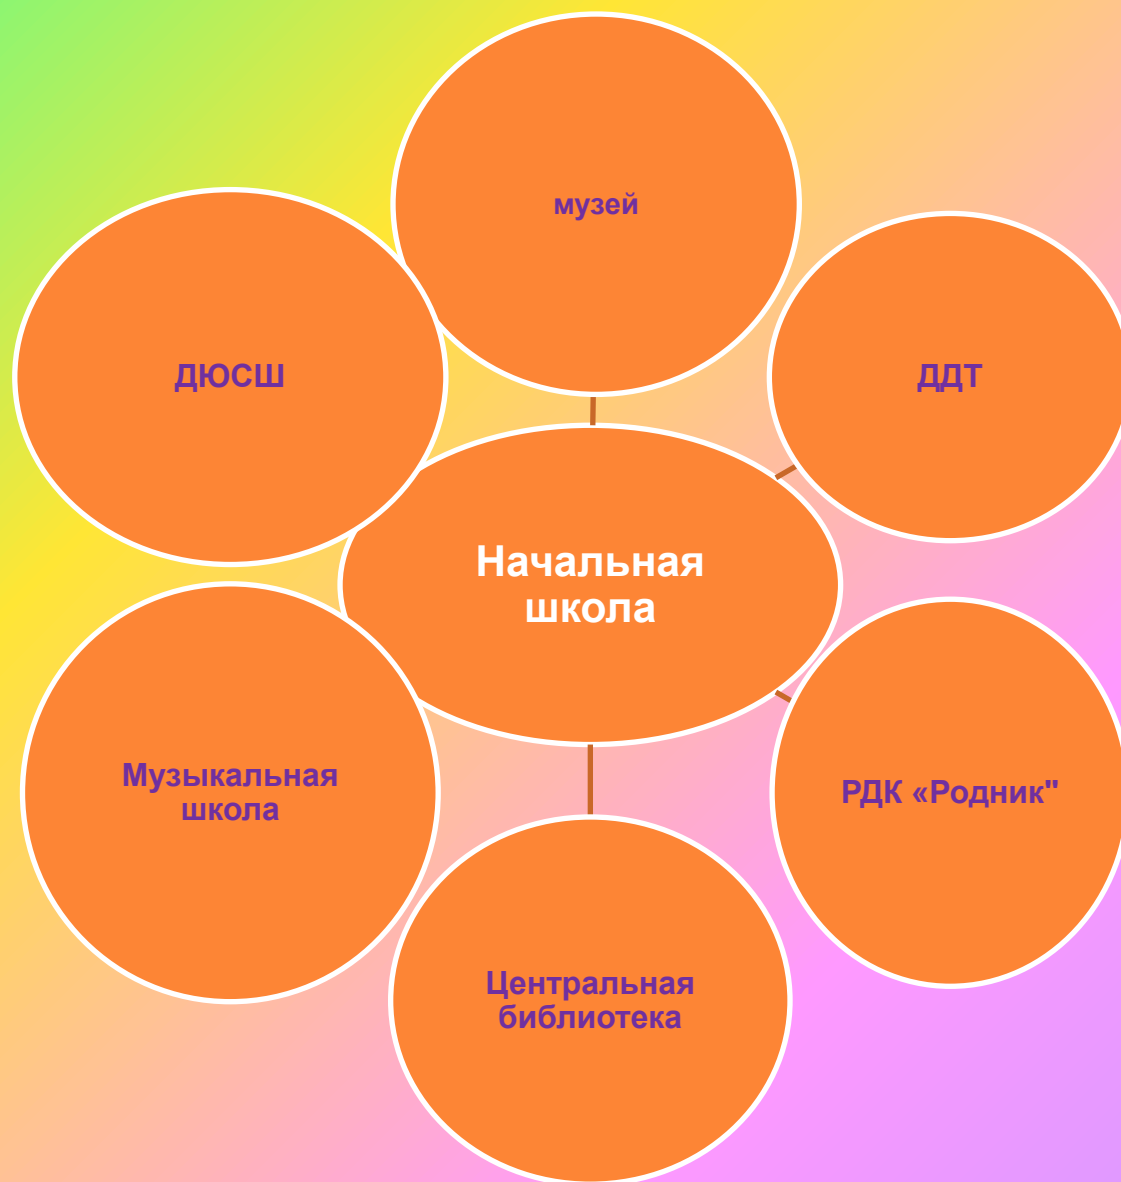 музей
ДЮСШ
ДДТ
Начальная
школа
Музыкальная
школа
РДК «Родник"
Центральная
библиотека